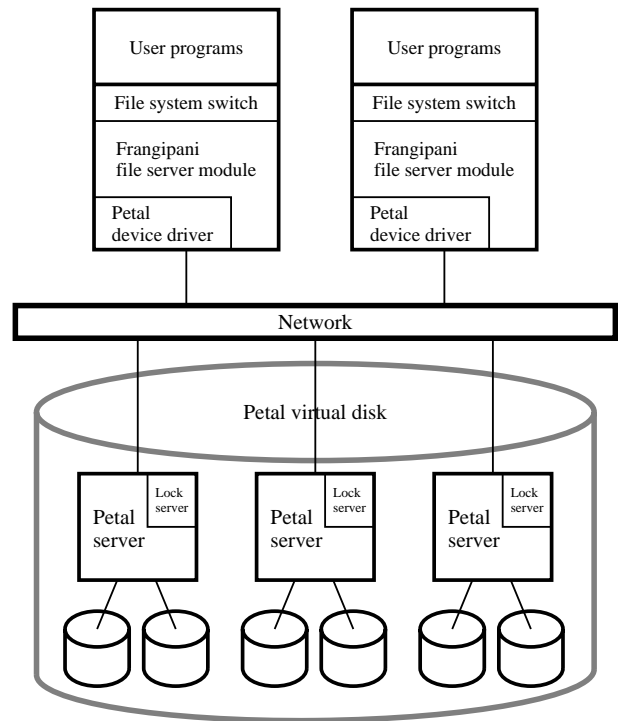 User programs
User programs
File system switch
File system switch
Frangipani
file server module
Frangipani
file server module
Petal
device driver
Petal
device driver
Network
Petal virtual disk
Petal
server
Lock
server
Petal
server
Lock
server
Petal
server
Lock
server